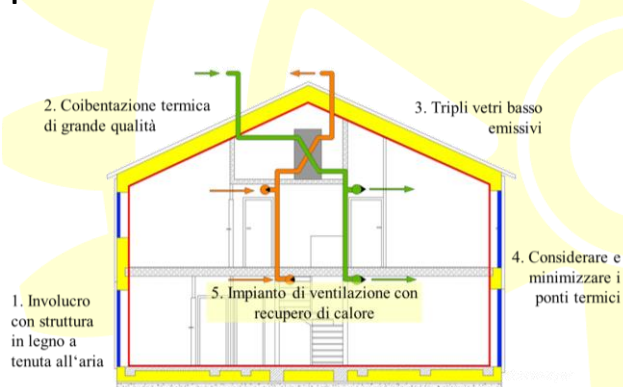 2. Coibentazione termica
di grande qualità
3. Tripli vetri basso
emissivi
4. Considerare e
minimizzare i
ponti termici
5. Impianto di ventilazione con
recupero di calore
1. Involucro
con struttura
in legno a
tenuta all'aria